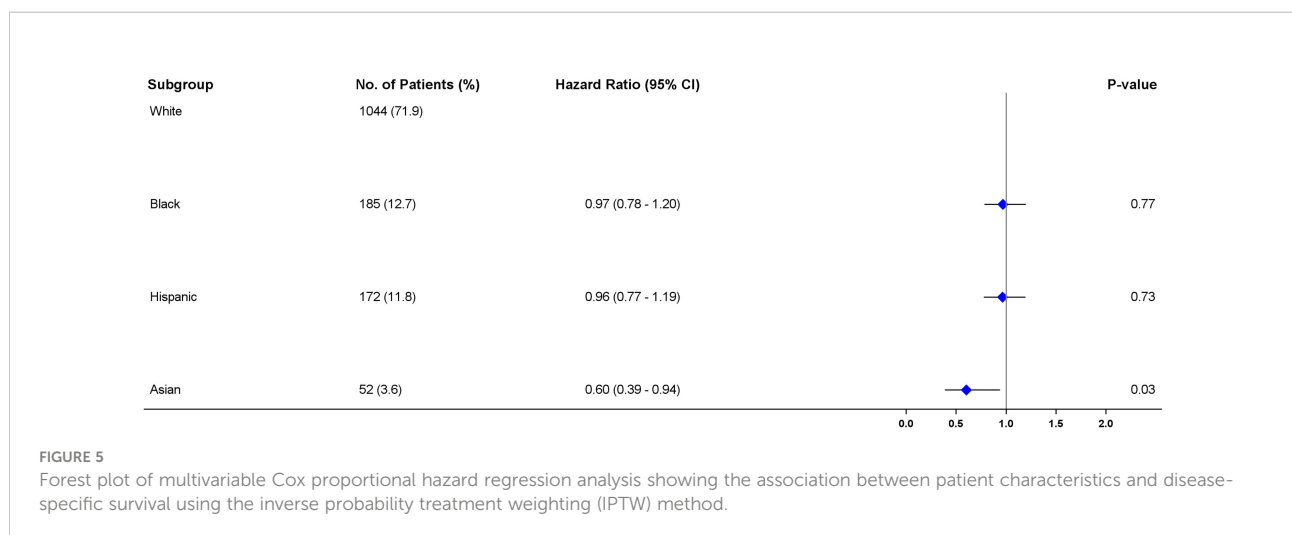 Subgroup No. of Patients (%) Hazard Ratio (95% CI) P-value
White 1044 (71.9)
Black 185 (12.7) 0.97 (0.78 - 1.20) 0.77
Hispanic 172 (11.8) 0.96 (0.77 - 1.19) 0.73
Asian 52 (3.6) 0.60 (0.39 - 0.94) 0.03
0.0 0.5 1.0 1.5 2.0
FIGURE 5
Forest plot of multivariable Cox proportional hazard regression analysis showing the association between patient characteristics and disease-
specific survival using the inverse probability treatment weighting (IPTW) method.